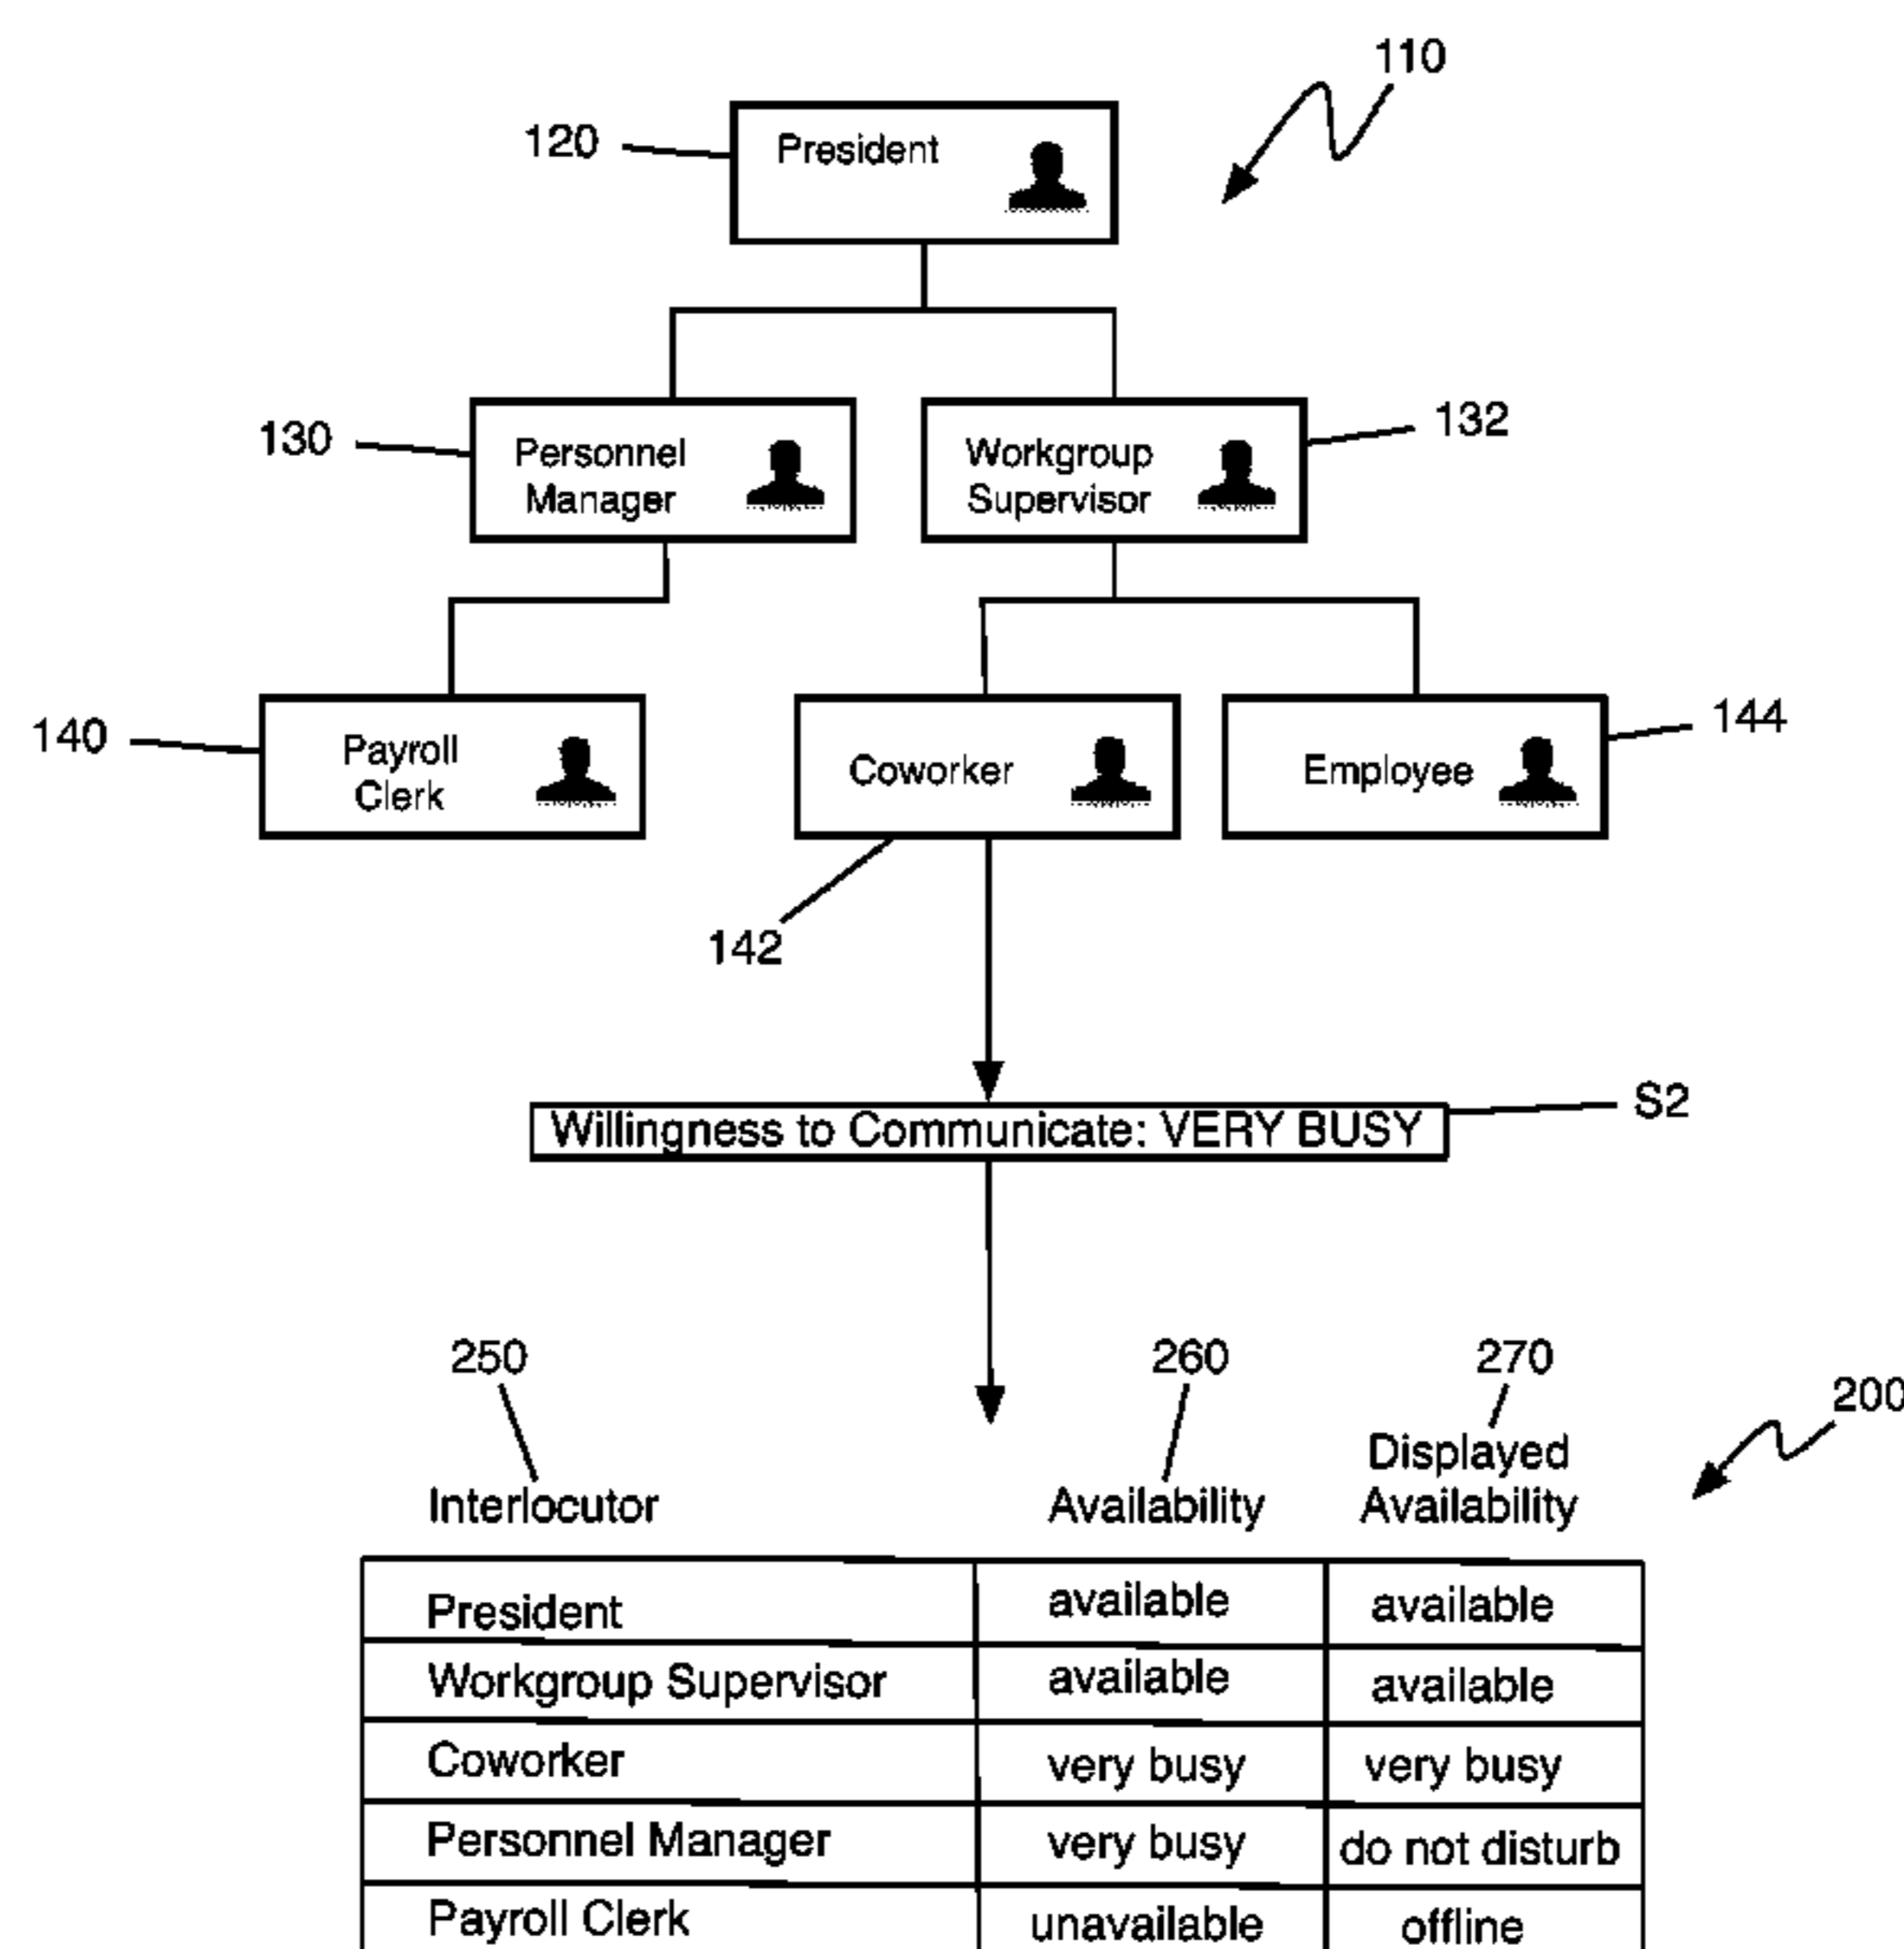 110
120
President
130
Personnel
Manager
Workgroup
Supervisor
132
140
Payroll
Clerk
Coworker
Employee
144
142
Willingness to Communicate: VERY BUSY
S2
250
260
270
200
Displayed
Interlocutor Availability Availability
President available available
Workgroup Supervisor available available
Coworker very busy very busy
Personnel Manager very busy do not disturb
Payroll Clerk unavailable offline